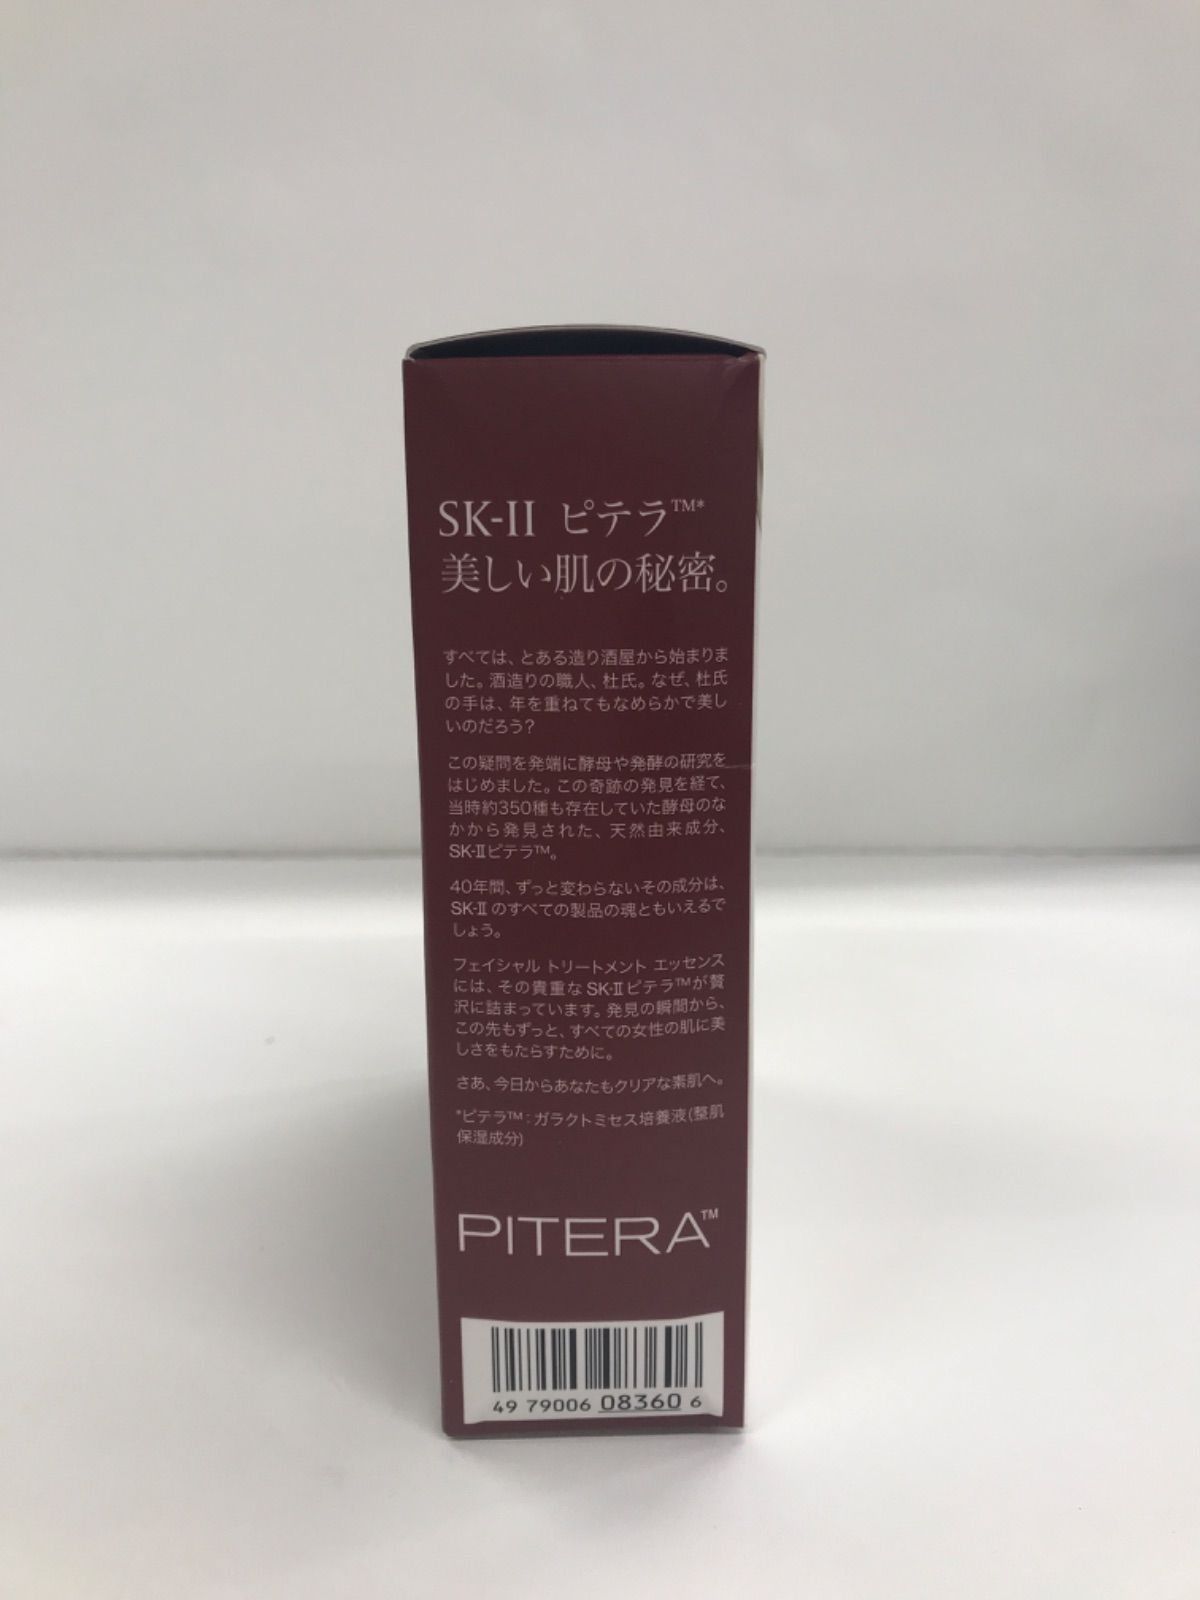 SK-II ピテラ™*
美しい肌の秘密。
すべては、とある造り酒屋から始まりま
した。酒造りの職人、杜氏。なぜ、杜氏
の手は、年を重ねてもなめらかで美し
いのだろう?
この疑問を発端に酵母や発酵の研究を
はじめました。この奇跡の発見を経て、
当時約350種も存在していた酵母のな
かから発見された、天然由来成分、
SK-Ⅱピテラ™。
40年間、ずっと変わらないその成分は、
SK-Ⅱのすべての製品の魂ともいえるで
しょう。
フェイシャル トリートメント エッセンス
には、その貴重なSK-Ⅱピテラ™が贅
沢に詰まっています。発見の瞬間から、
この先もずっと、すべての女性の肌に美
しさをもたらすために。
さあ、今日からあなたもクリアな素肌へ。
*ピテラ™:ガラクトミセス培養液(整肌
保湿成分)
PITERA™
49 79006 08360 6